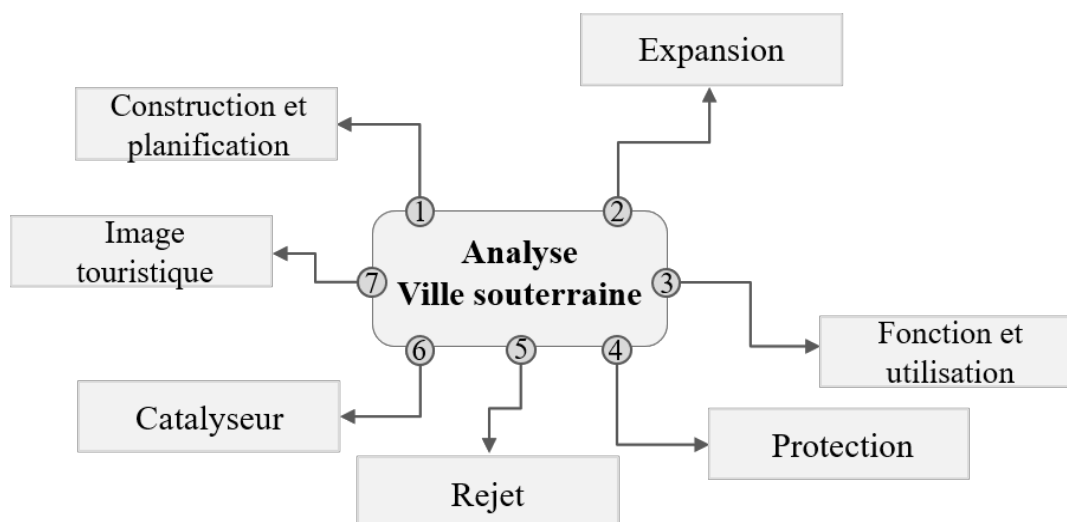 Expansion
Construction et
planification
1
2
Image
touristique
Analyse
7
Ville souterraine
3
6
5
4
Fonction et
utilisation
Catalyseur
Protection
Rejet